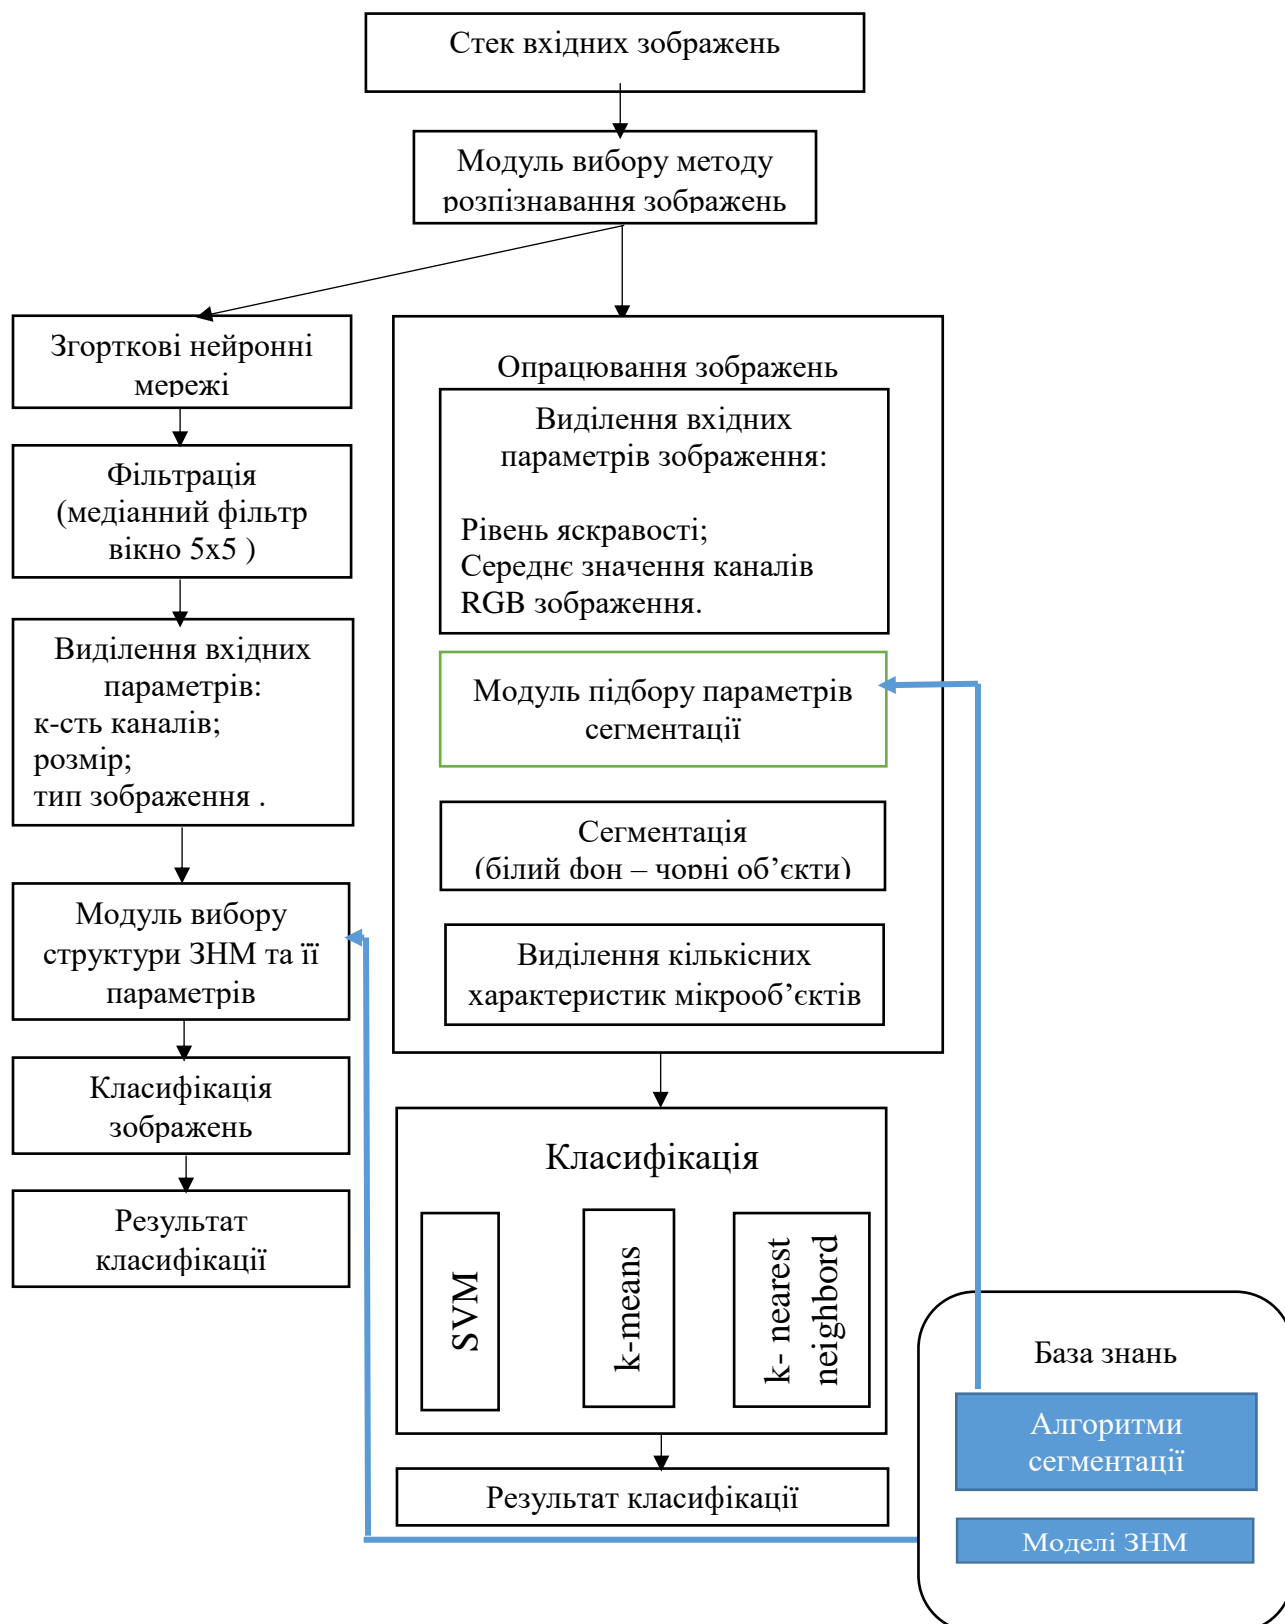 Стек вхідних зображень
Модуль вибору методу
розпізнавання зображень
Згорткові нейронні
мережі
Фільтрація
(медіанний фільтр
вікно 5х5 )
Виділення вхідних
параметрів:
к-сть каналів;
розмір;
тип зображення .
Модуль вибору
структури ЗНМ та її
параметрів
Класифікація
зображень
Результат
класифікації
Опрацювання зображень
Виділення вхідних
параметрів зображення:
Рівень яскравості;
Середнє значення каналів
RGB зображення.
Модуль підбору параметрів
сегментації
Сегментація
(білий фон – чорні об’єкти)
Виділення кількісних
характеристик мікрооб’єктів
Класифікація
SVM
k-means
k- nearest
neighbord
Результат класифікації
База знань
Алгоритми
сегментації
Моделі ЗНМ